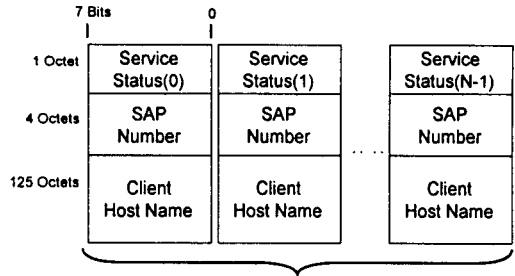 7 Bits 0
1 Octet
Service Status(0)
Service Status(1)
Service Status(N-1)
4 Octets
SAP Number
SAP Number
. . . .
SAP Number
125 Octets
Client Host Name
Client Host Name
Client Host Name